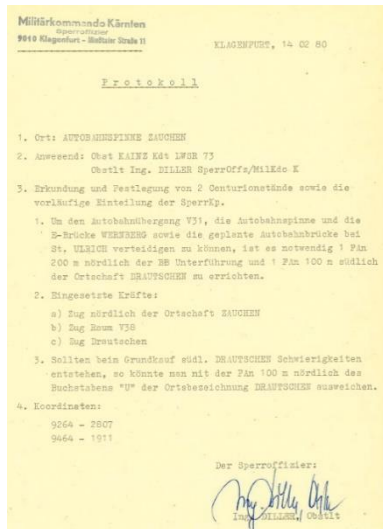 Militärkommando Kärnten
Sperroffizier
9010 Klagenfurt - Mießtaler Straße 11
KLAGENFURT, 14 02 80
Protokoll
1. Ort: AUTOBAHNSPINNE ZAUCHEN
2. Anwesend: Obst KAINZ Kdt LWSR 73
Obstlt Ing. DILLER SperrOffz/MilKdo K
3. Erkundung und Festlegung von 2 Centurionstände sowie die
vorläufige Einteilung der SperrKp.
1. Um den Autobahnübergang V31, die Autobahnspinne und die
E-Brücke WERNBERG sowie die geplante Autobahnbrücke bei
St. ULRICH verteidigen zu können, ist es notwendig 1 PAn
200 m nördlich der BB Unterführung und 1 PAn 100 m südlich
der Ortschaft DRAUTSCHEN zu errichten.
2. Eingesetzte Kräfte:
a) Zug nördlich der Ortschaft ZAUCHEN
b) Zug Raum V38
c) Zug Drautschen
3. Sollten beim Grundkauf südl. DRAUTSCHEN Schwierigkeiten
entstehen, so könnte man mit der PAn 100 m nördlich des
Buchstabens "U" der Ortsbezeichnung DRAUTSCHEN ausweichen.
4. Koordinaten:
9264 - 2807
9464 - 1911
Der Sperroffizier:
Ing. DILLER, Obstlt